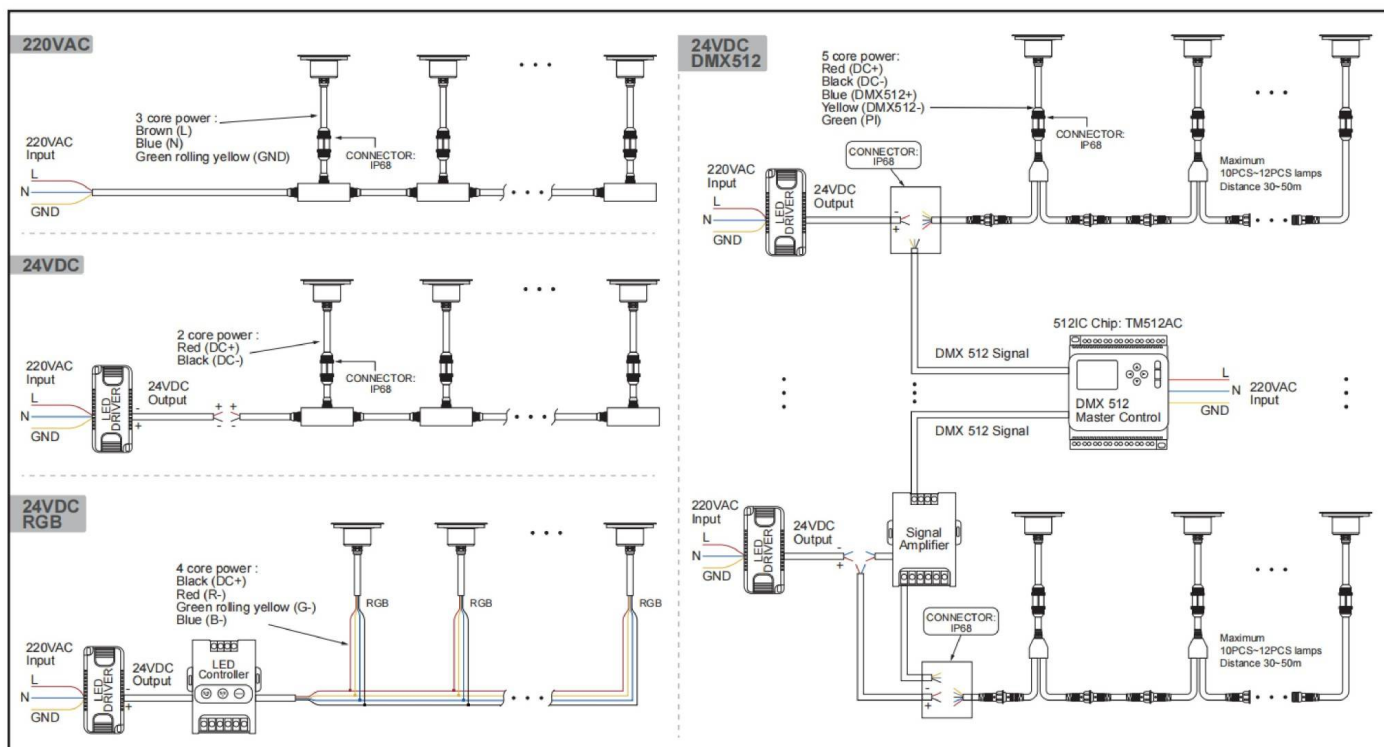 220VAC
3 core power :
Brown (L)
Blue (N)
Green rolling yellow (GND)
220VAC
Input
L
N
GND
CONNECTOR:
IP68
24VDC
2 core power :
Red (DC+)
Black (DC-)
220VAC
Input
L
N
GND
LED
DRIVER
24VDC
Output
-
+
+ +
- -
CONNECTOR:
IP68
24VDC
RGB
4 core power :
Black (DC+)
Red (R-)
Green rolling yellow (G-)
Blue (B-)
RGB
RGB
RGB
220VAC
Input
L
N
GND
LED
DRIVER
24VDC
Output
-
+
LED
Controller
24VDC
DMX512
5 core power:
Red (DC+)
Black (DC-)
Blue (DMX512+)
Yellow (DMX512-)
Green (PI)
CONNECTOR:
IP68
CONNECTOR:
IP68
Maximum
10PCS~12PCS lamps
Distance 30~50m
220VAC
Input
L
N
GND
LED
DRIVER
24VDC
Output
-
+
512IC Chip: TM512AC
DMX 512 Signal
DMX 512
Master Control
L
N
GND
220VAC
Input
DMX 512 Signal
220VAC
Input
L
N
GND
LED
DRIVER
24VDC
Output
-
+
Signal
Amplifier
CONNECTOR:
IP68
-
+
Maximum
10PCS~12PCS lamps
Distance 30~50m